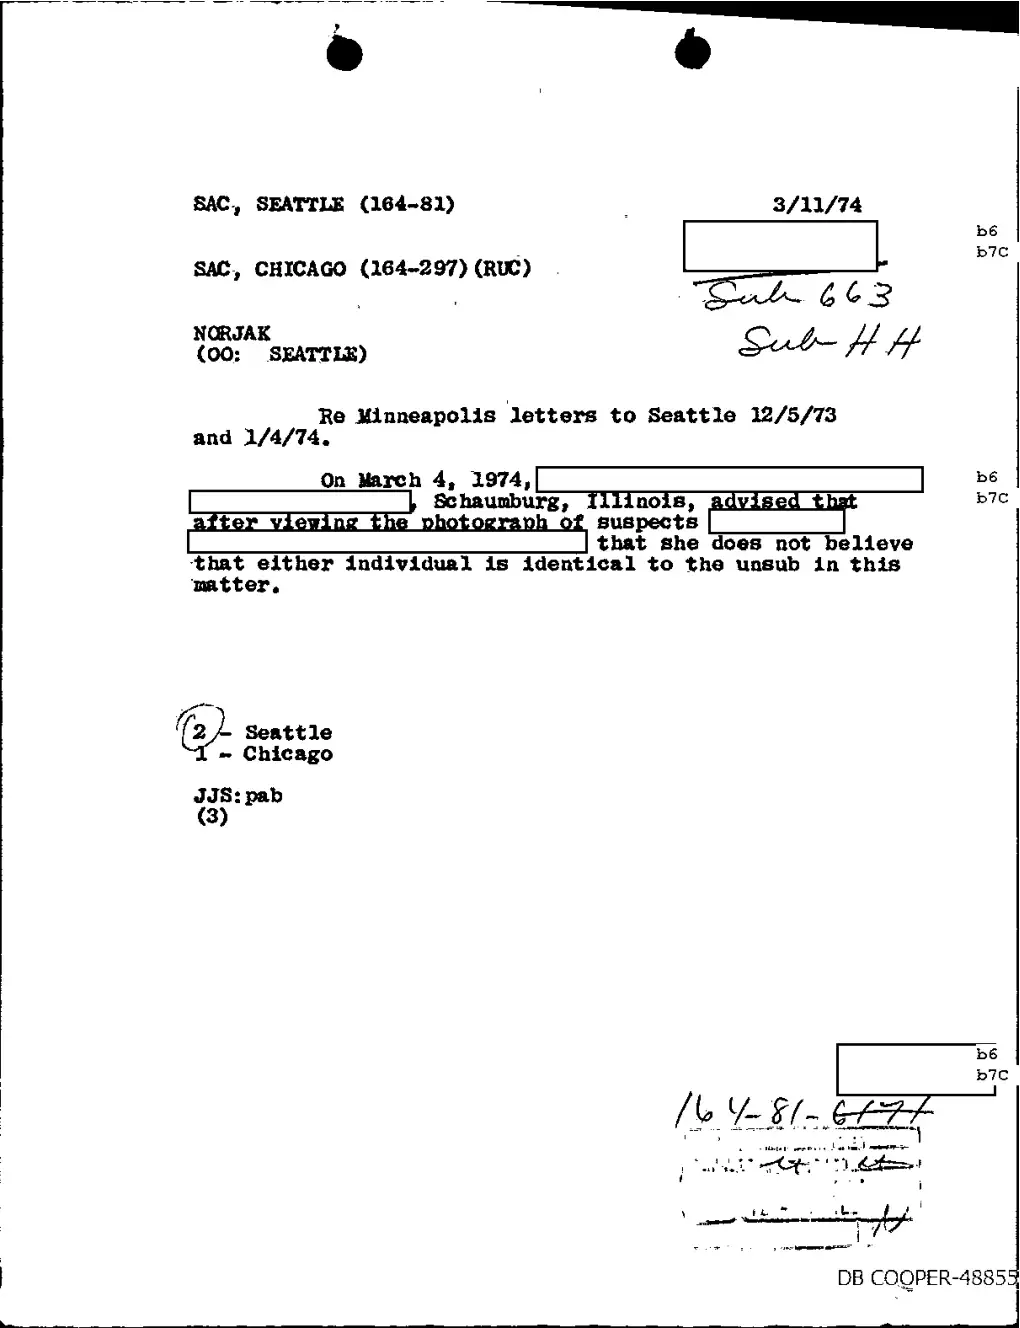 SAC, SEATTLE (164-81) 3/11/74
b6
b7C
SAC, CHICAGO (164-297)(RUC)
Sub 663
NORJAK
Sub HH
(OO: SEATTLE)
Re Minneapolis letters to Seattle 12/5/73
and 1/4/74.
On March 4, 1974,
b6
, Schaumburg, Illinois, advised that
b7C
after viewing the photograph of suspects
that she does not believe
that either individual is identical to the unsub in this
matter.
2 - Seattle
1 - Chicago
JJS:pab
(3)
b6
b7C
164-81-6171
DB COOPER-48855